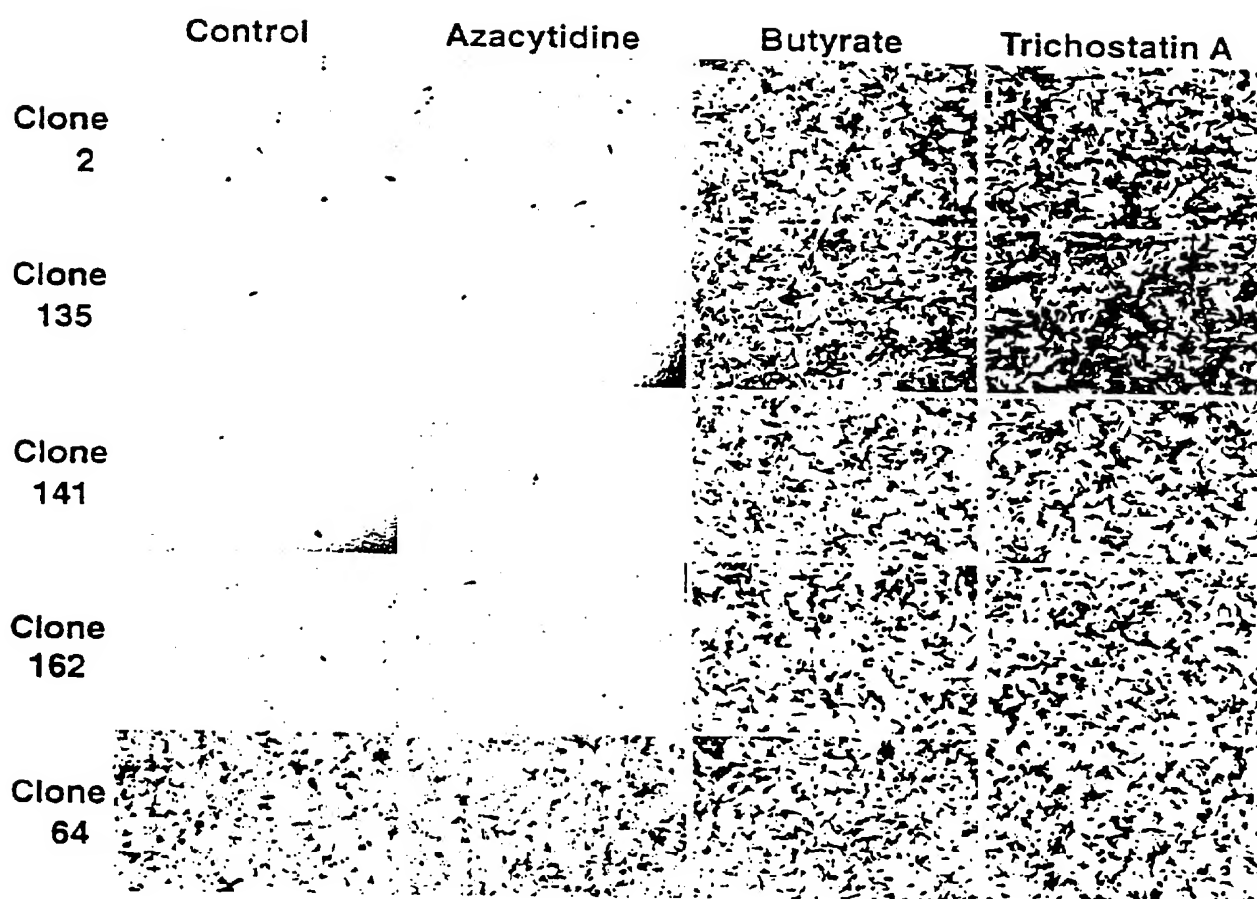 Control Azacytidine Butyrate Trichostatin A
Clone
2
Clone
135
Clone
141
Clone
162
Clone
64